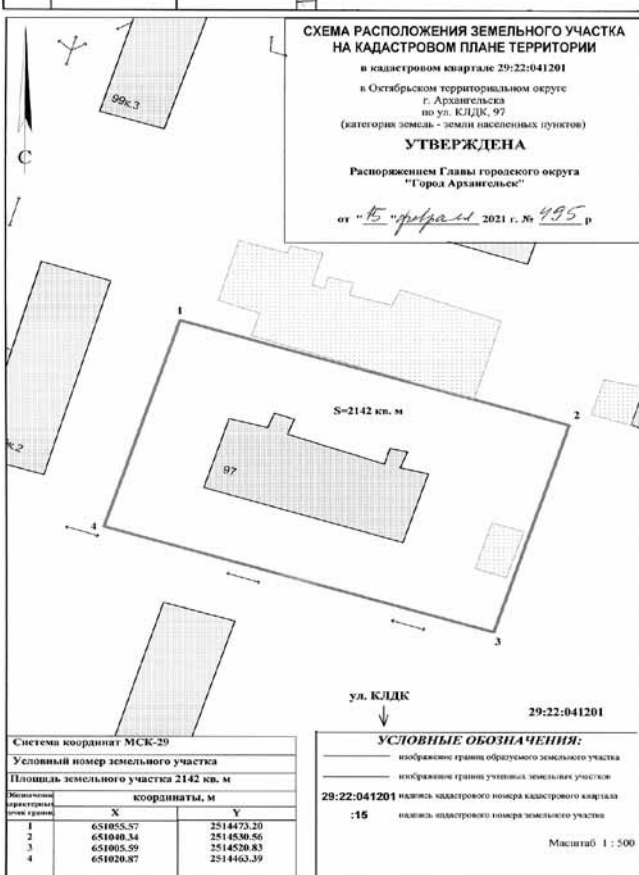 СХЕМА РАСПОЛОЖЕНИЯ ЗЕМЕЛЬНОГО УЧАСТКА
НА КАДАСТРОВОМ ПЛАНЕ ТЕРРИТОРИИ
в кадастровом квартале 29:22:041201
в Октябрьском территориальном округе
г. Архангельска
по ул. КЛДК, 97
(категория земель - земли населенных пунктов)
УТВЕРЖДЕНА
Распоряжением Главы городского округа
"Город Архангельск"
от "15" февраля 2021 г. № 495 р
99к.3
С
1
S=2142 кв. м
2
к.2
97
4
3
ул. КЛДК
29:22:041201
Система координат МСК-29
Условный номер земельного участка
Площадь земельного участка 2142 кв. м
Обозначение характерных точек границ
координаты, м
X Y
1 651055.57 2514473.20
2 651040.34 2514530.56
3 651005.59 2514520.83
4 651020.87 2514463.39
УСЛОВНЫЕ ОБОЗНАЧЕНИЯ:
изображение границ образуемого земельного участка
изображение границ учтенных земельных участков
29:22:041201 надпись кадастрового номера кадастрового квартала
:15 надпись кадастрового номера земельного участка
Масштаб 1 : 500